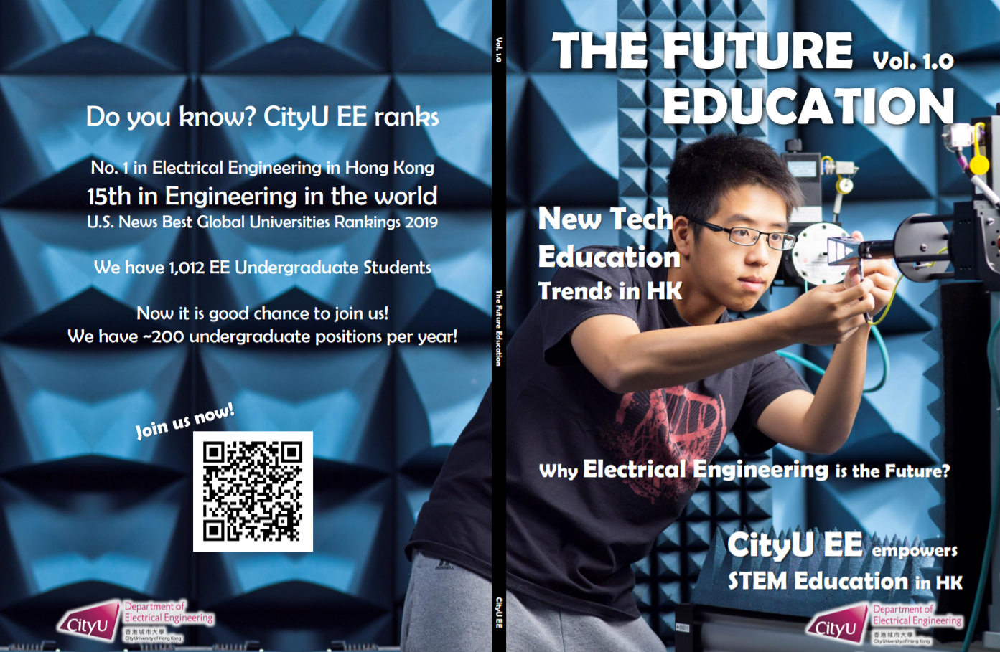 Do you know? CityU EE ranks
No. 1 in Electrical Engineering in Hong Kong
15th in Engineering in the world
U.S. News Best Global Universities Rankings 2019
We have 1,012 EE Undergraduate Students
Now it is good chance to join us!
We have ~200 undergraduate positions per year!
Join us now!
CityU
Department of
Electrical Engineering
香港城市大學
City University of Hong Kong
RUSSELL
Vol. 1.0
The Future Education
CityU EE
THE FUTURE Vol. 1.0
EDUCATION
New Tech
Education
Trends in HK
adidas
Why Electrical Engineering is the Future?
CityU EE empowers
STEM Education in HK
CityU
Department of
Electrical Engineering
香港城市大學
City University of Hong Kong